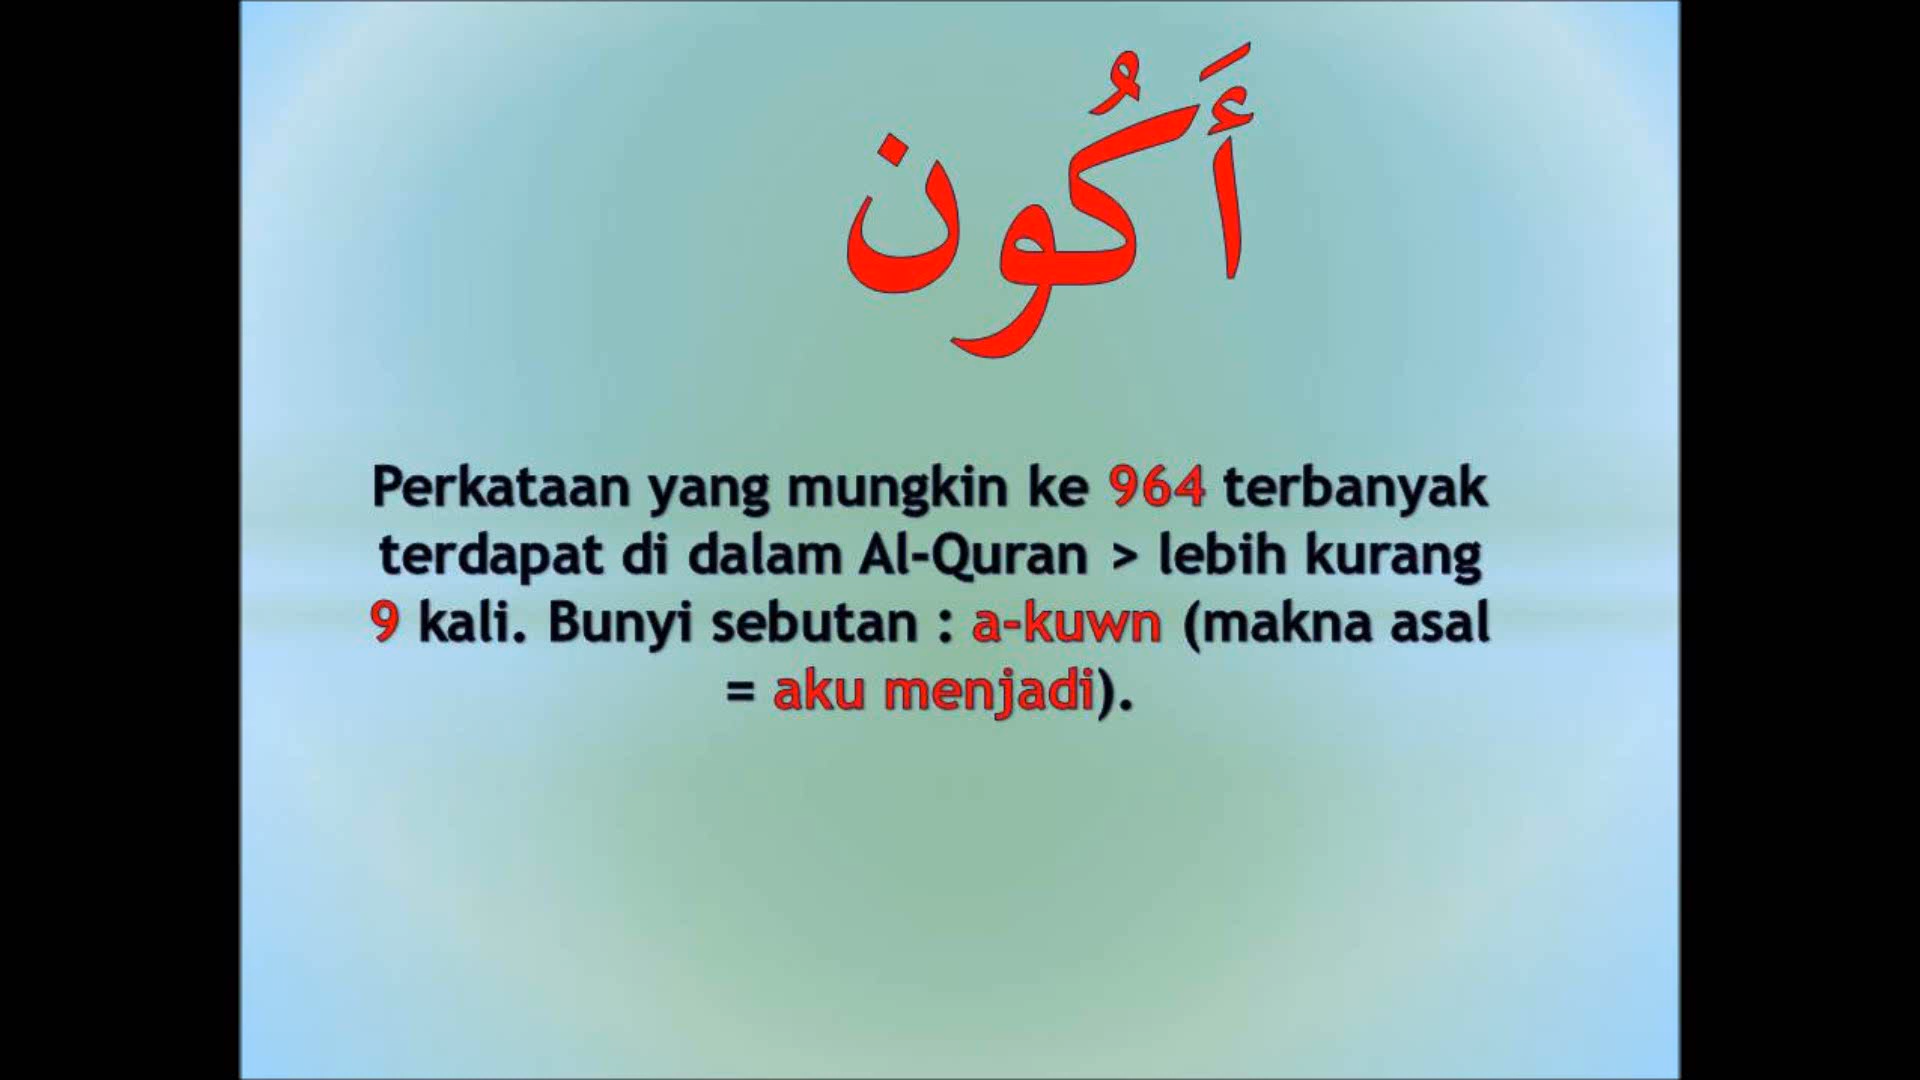 أَكُون
Perkataan yang mungkin ke 964 terbanyak
terdapat di dalam Al-Quran > lebih kurang
9 kali. Bunyi sebutan : a-kuwn (makna asal
= aku menjadi).